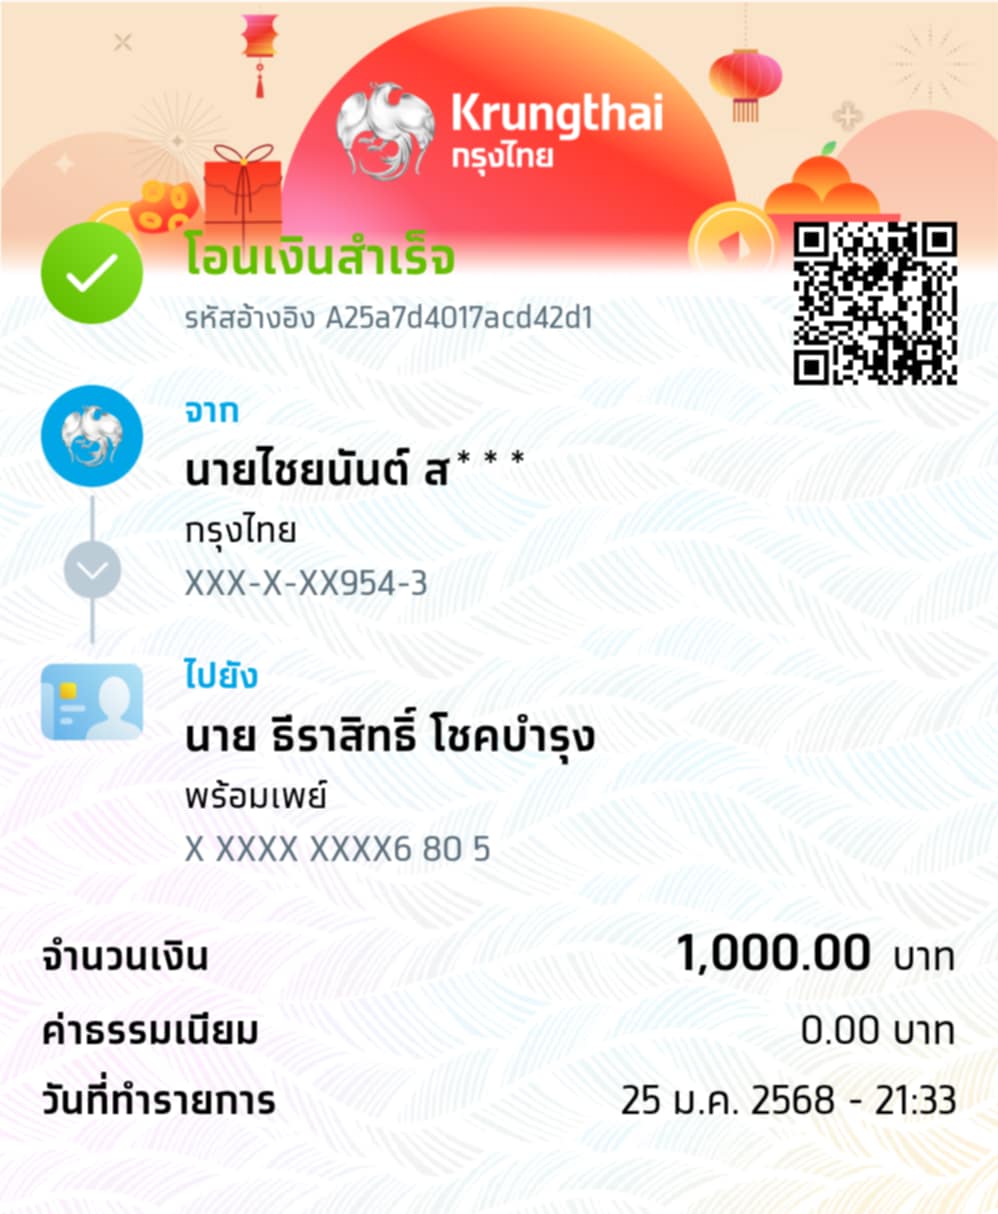 Krungthai
กรุงไทย
โอนเงินสำเร็จ
รหัสอ้างอิง A25a7d4017acd42d1
จาก
นายไชยนันต์ ส***
กรุงไทย
XXX-X-XX954-3
ไปยัง
นาย ธีราสิทธิ์ โชคบำรุง
พร้อมเพย์
X XXXX XXXX6 80 5
จำนวนเงิน 1,000.00 บาท
ค่าธรรมเนียม 0.00 บาท
วันที่ทำรายการ 25 ม.ค. 2568 - 21:33